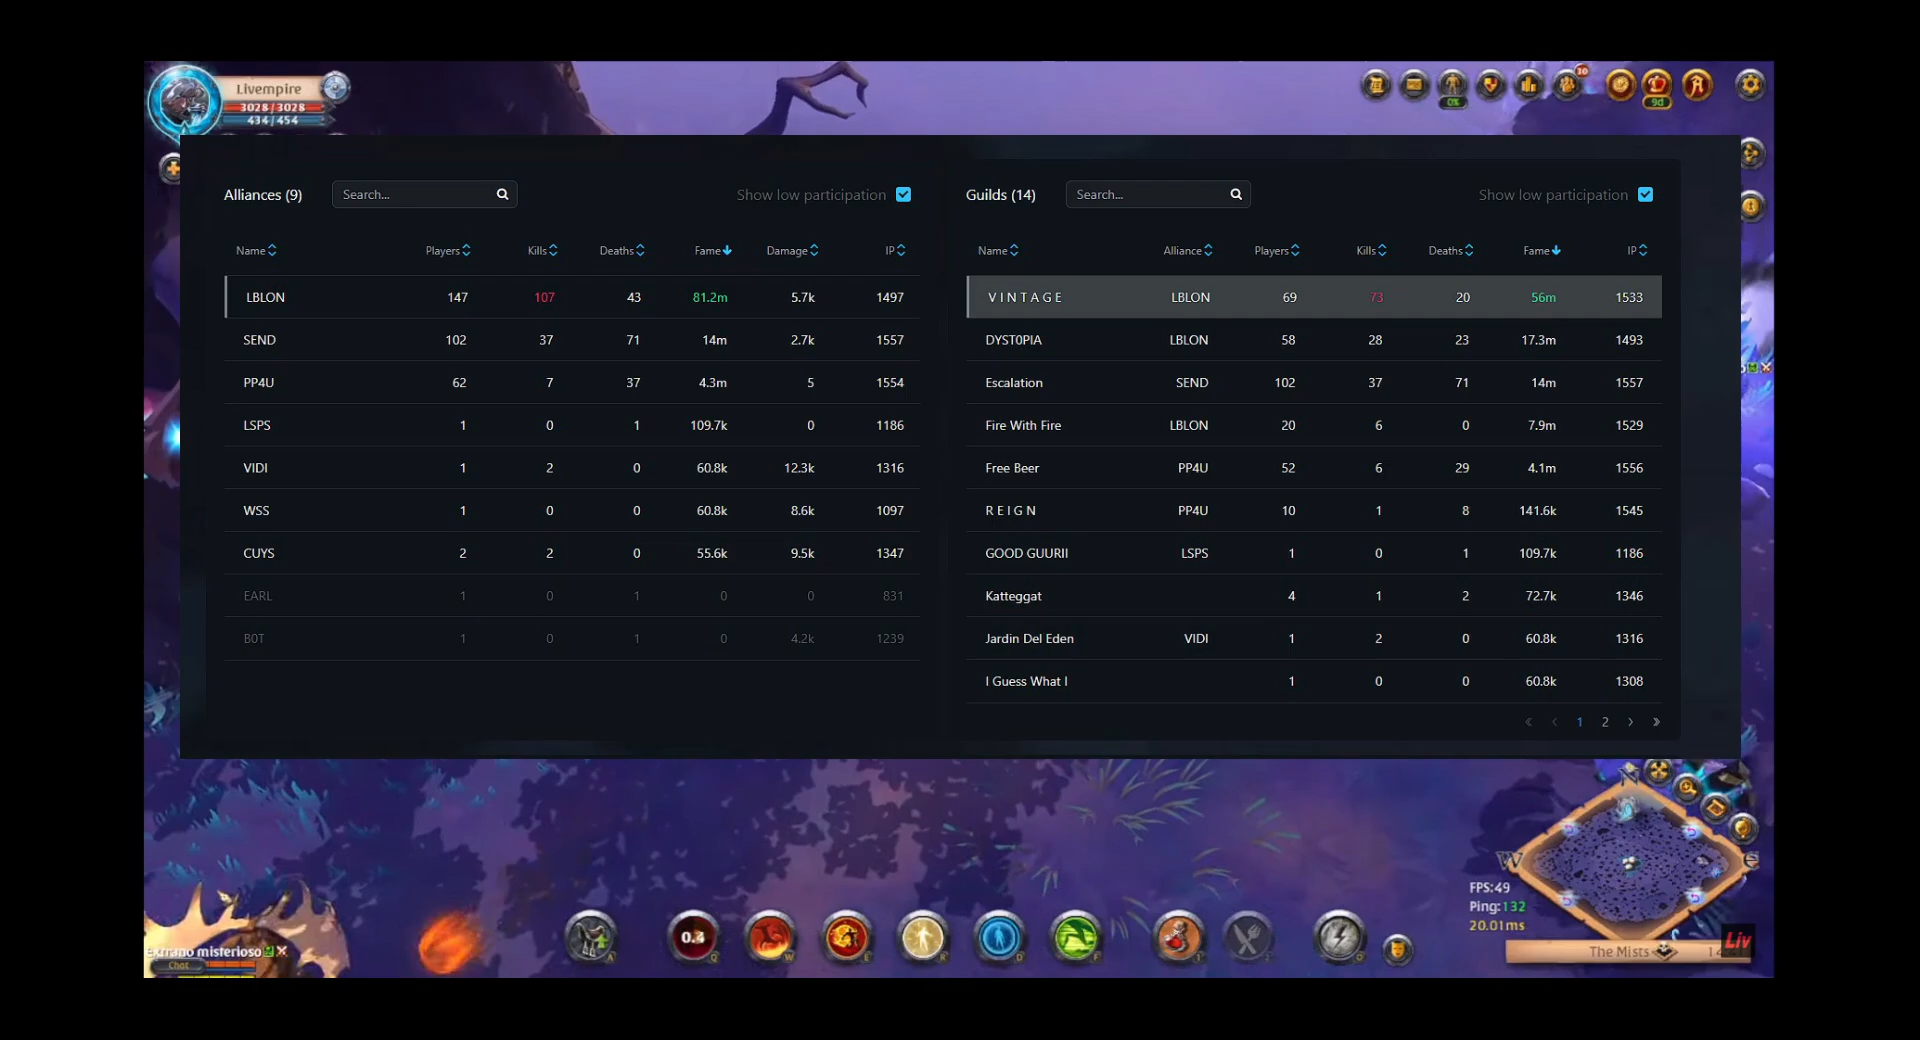 Livempire
3028 / 3028
434 / 454
10
0%
9d
Alliances (9) Search... Show low participation
Name Players Kills Deaths Fame Damage IP
LBLON 147 107 43 81.2m 5.7k 1497
SEND 102 37 71 14m 2.7k 1557
PP4U 62 7 37 4.3m 5 1554
LSPS 1 0 1 109.7k 0 1186
VIDI 1 2 0 60.8k 12.3k 1316
WSS 1 0 0 60.8k 8.6k 1097
CUYS 2 2 0 55.6k 9.5k 1347
EARL 1 0 1 0 0 831
B0T 1 0 1 0 4.2k 1239
Guilds (14) Search... Show low participation
Name Alliance Players Kills Deaths Fame IP
V I N T A G E LBLON 69 73 20 56m 1533
DYST0PIA LBLON 58 28 23 17.3m 1493
Escalation SEND 102 37 71 14m 1557
Fire With Fire LBLON 20 6 0 7.9m 1529
Free Beer PP4U 52 6 29 4.1m 1556
R E I G N PP4U 10 1 8 141.6k 1545
GOOD GUURII LSPS 1 0 1 109.7k 1186
Katteggat 4 1 2 72.7k 1346
Jardin Del Eden VIDI 1 2 0 60.8k 1316
I Guess What I 1 0 0 60.8k 1308
« ‹ 1 2 › »
N
W
E
FPS:49
Ping:132
20.01ms
The Mists
Liv
misterioso
Chat
0.4
A Q W E R D F